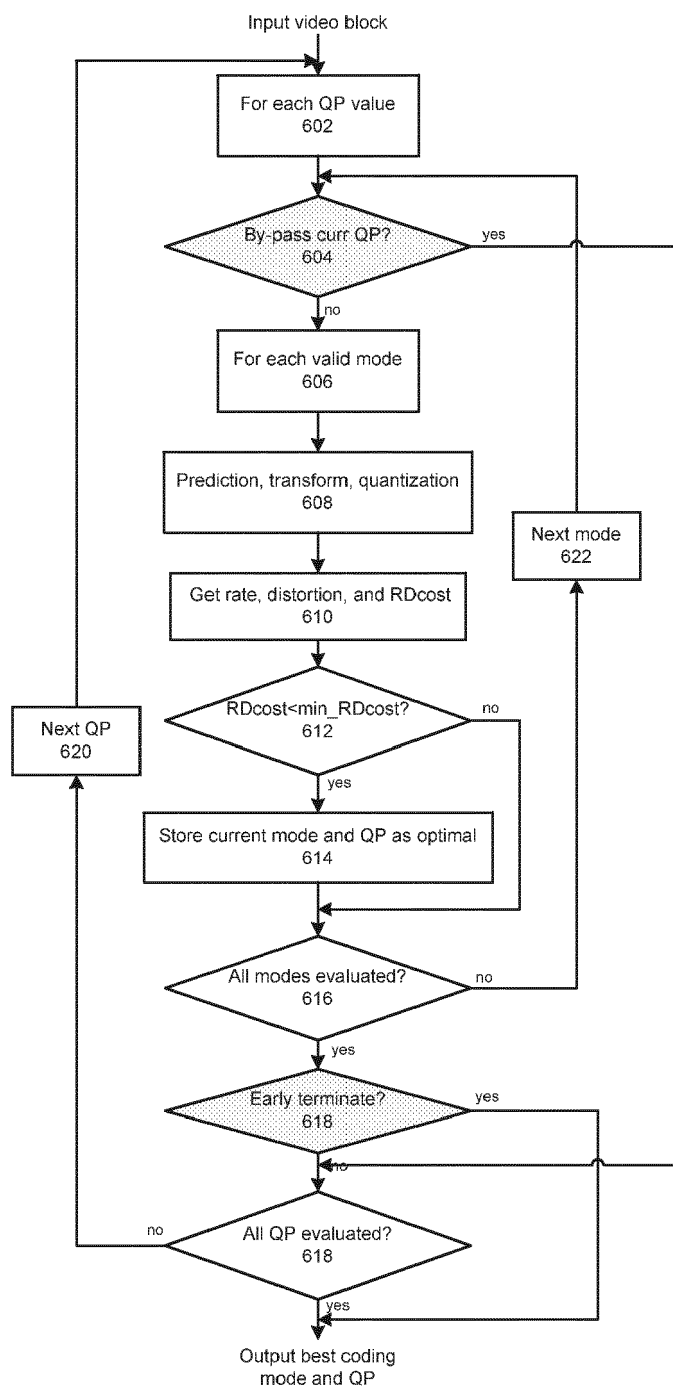 Input video block
For each QP value
602
By-pass curr QP?
604
yes
no
For each valid mode
606
Prediction, transform, quantization
608
Next mode
622
Get rate, distortion, and RDcost
610
RDcost<min_RDcost?
612
no
yes
Next QP
620
Store current mode and QP as optimal
614
All modes evaluated?
616
no
yes
Early terminate?
618
yes
no
All QP evaluated?
618
no
yes
Output best coding
mode and QP